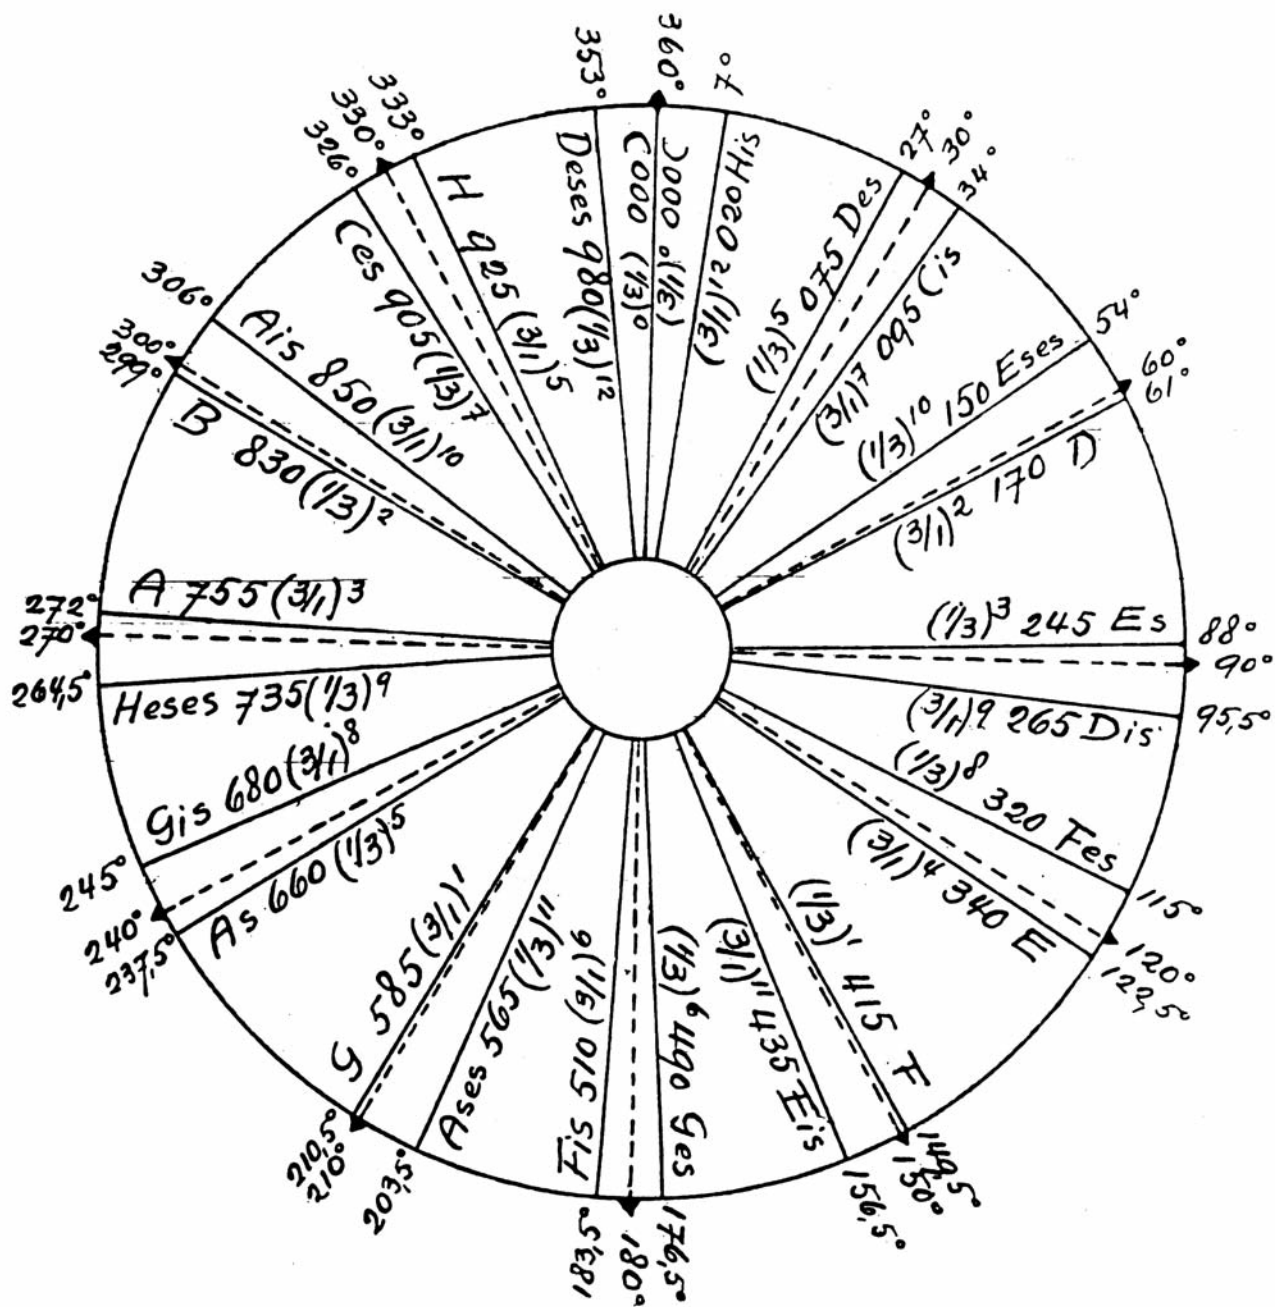 360°
C 000 (1/3)⁰
7°
(3/1)¹² 020 His
27°
(1/3)⁵ 075 Des
30°
34°
(3/1)⁷ 095 Cis
54°
(1/3)¹⁰ 150 Eses
60°
61°
(3/1)² 170 D
88°
(1/3)³ 245 Es
90°
95,5°
(3/1)⁹ 265 Dis
115°
(1/3)⁸ 320 Fes
120°
122,5°
(3/1)⁴ 340 E
149,5°
150°
(1/3)¹ 415 F
156,5°
(3/1)¹¹ 435 Eis
176,5°
(1/3)⁶ 490 Ges
180°
183,5°
Fis 510 (3/1)⁶
203,5°
Ases 565 (1/3)¹¹
210°
210,5°
G 585 (3/1)¹
237,5°
As 660 (1/3)⁵
240°
245°
Gis 680 (3/1)⁸
264,5°
Heses 735 (1/3)⁹
270°
272°
A 755 (3/1)³
299°
300°
B 830 (1/3)²
306°
Ais 850 (3/1)¹⁰
326°
Ces 905 (1/3)⁷
330°
333°
H 925 (3/1)⁵
353°
Deses 980 (1/3)¹²